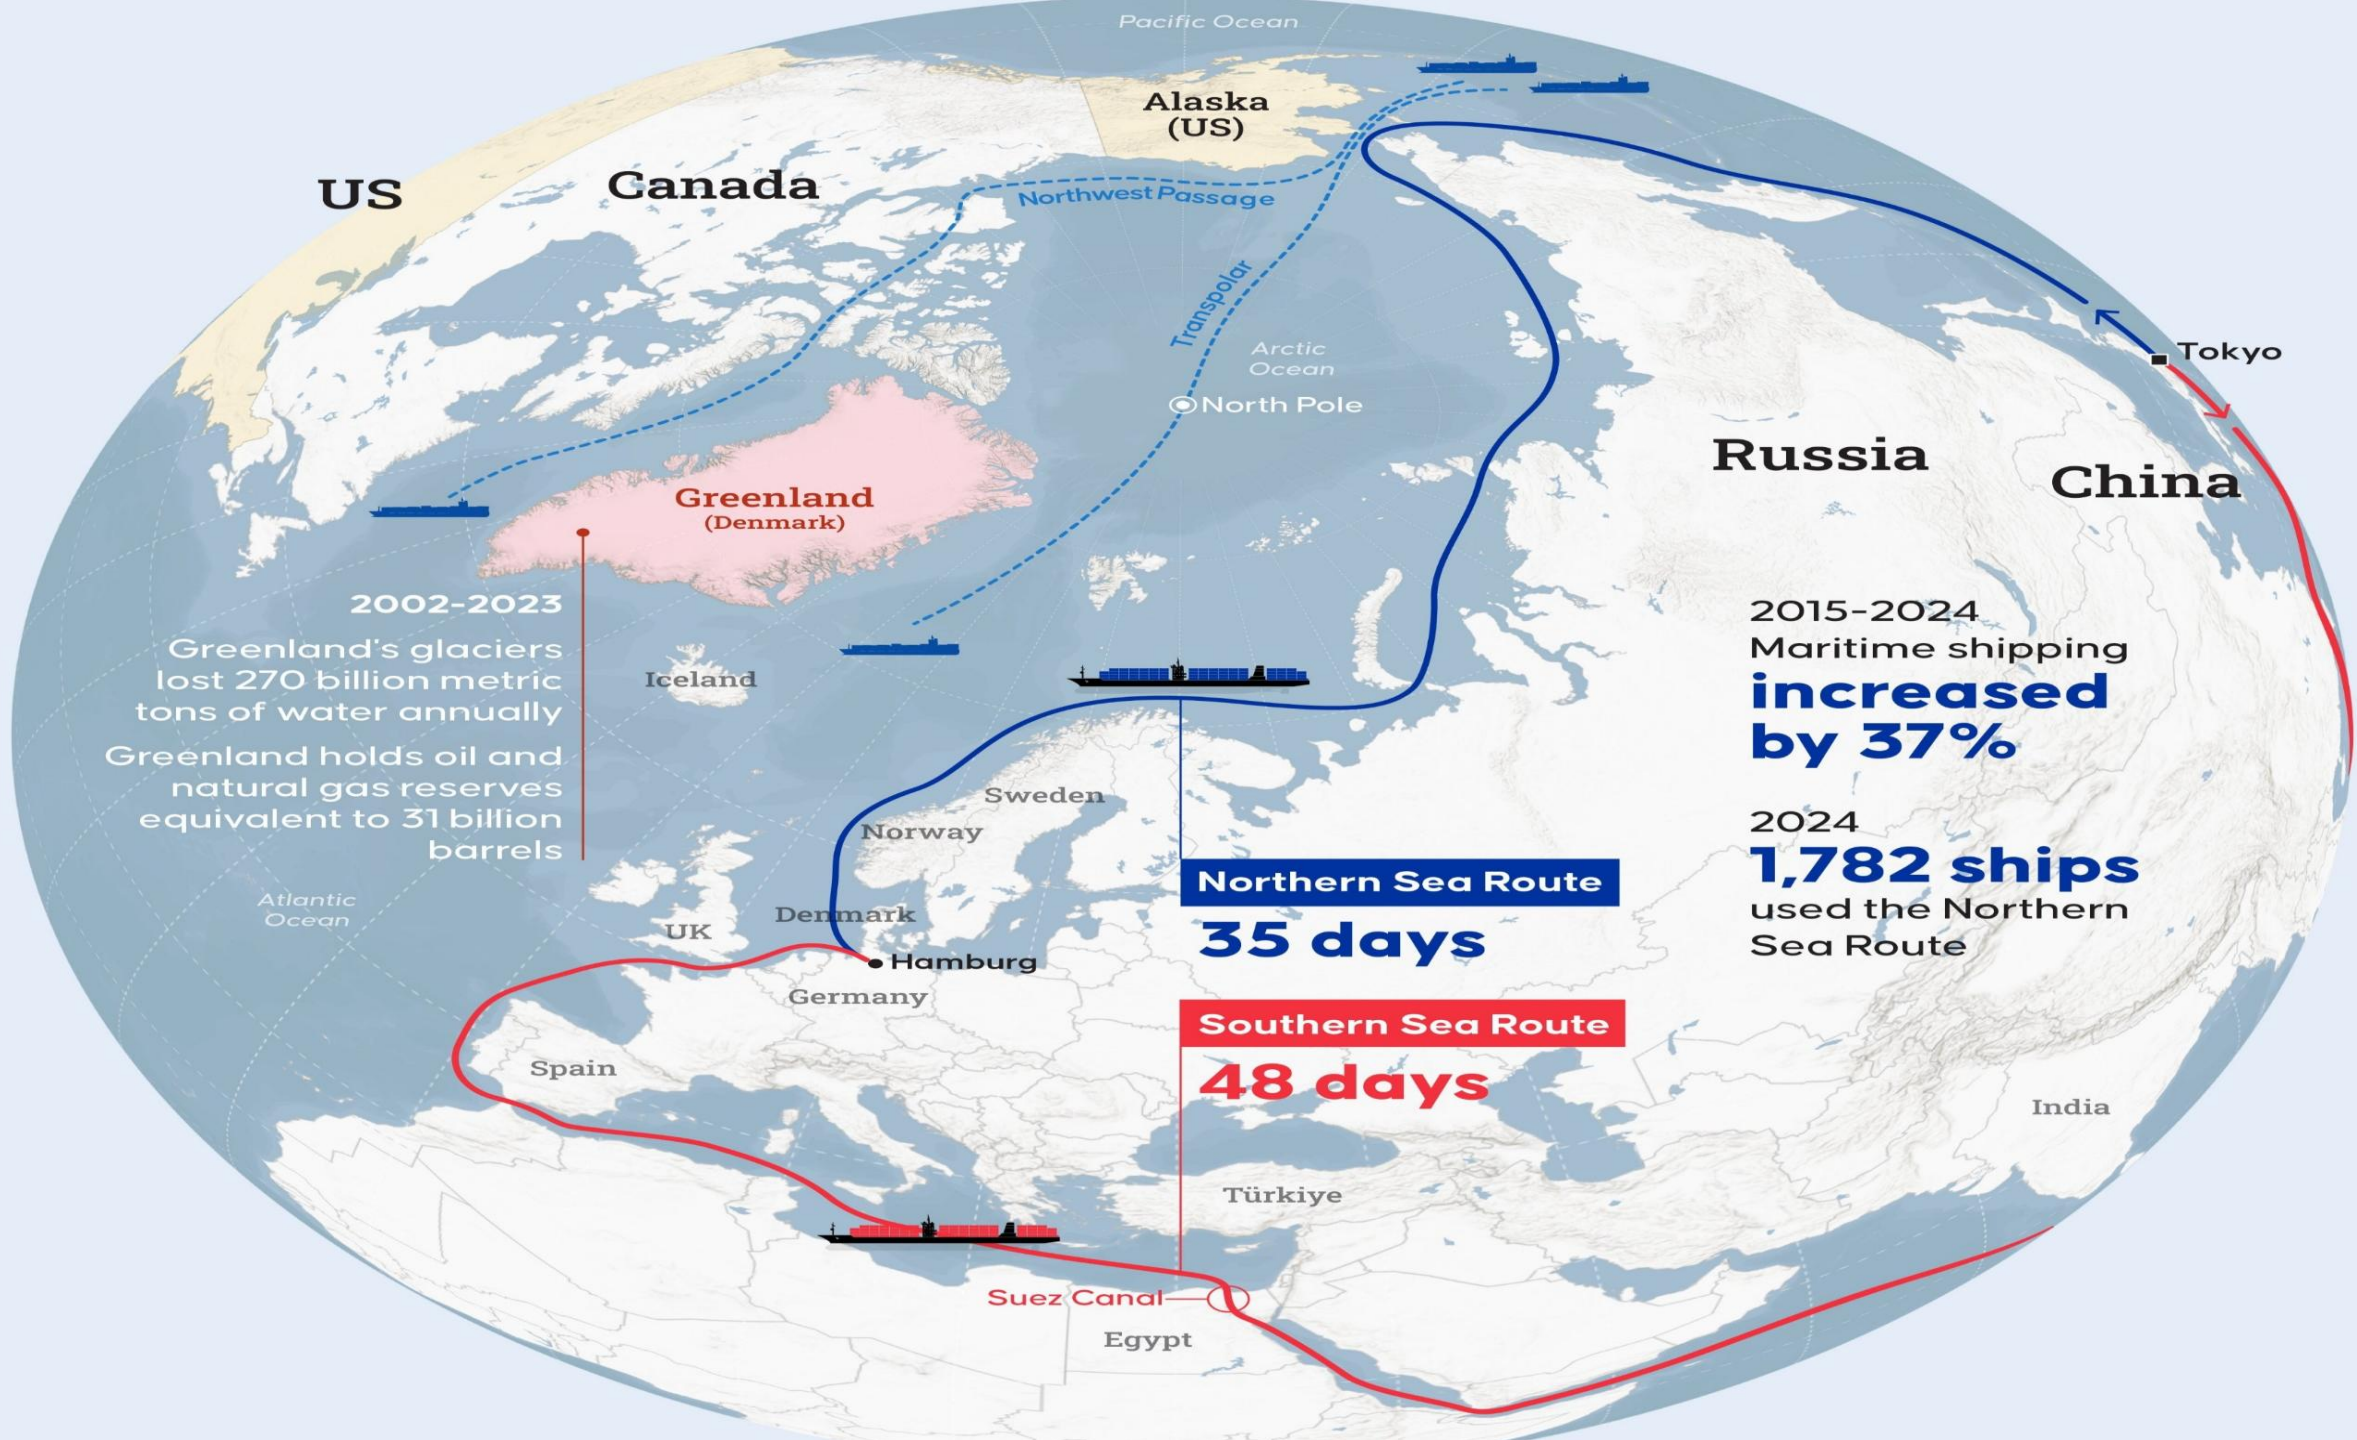 Pacific Ocean
Alaska
(US)
US
Canada
Northwest Passage
Transpolar
Arctic
Ocean
North Pole
Tokyo
Russia
China
Greenland
(Denmark)
2002-2023
Greenland's glaciers
lost 270 billion metric
tons of water annually
Greenland holds oil and
natural gas reserves
equivalent to 31 billion
barrels
Iceland
2015-2024
Maritime shipping
increased
by 37%
2024
1,782 ships
used the Northern
Sea Route
Sweden
Norway
Atlantic
Ocean
Denmark
UK
Hamburg
Germany
Northern Sea Route
35 days
Southern Sea Route
48 days
Spain
India
Türkiye
Suez Canal
Egypt